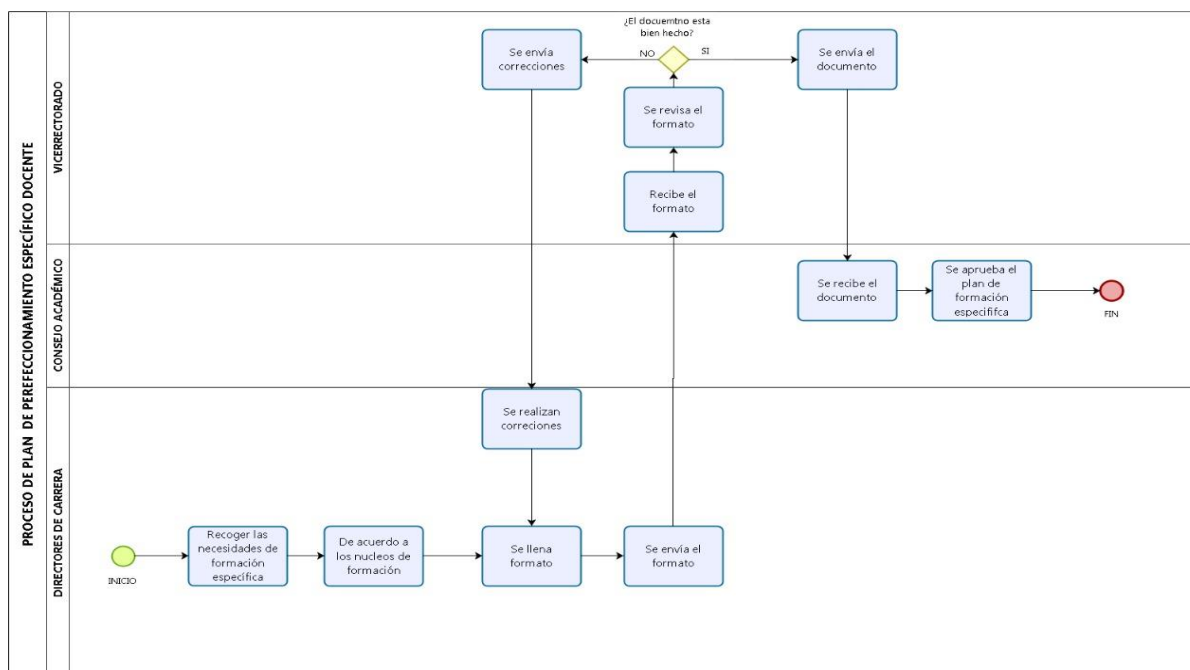 PROCESO DE PLAN DE PEREFECCIONAMIENTO ESPECÍFICO DOCENTE
VICERRECTORADO
¿El docuemtno esta
bien hecho?
Se envía
correcciones
NO
SI
Se envía el
documento
Se revisa el
formato
Recibe el
formato
CONSEJO ACADÉMICO
Se recibe el
documento
Se aprueba el
plan de
formación
especififca
FIN
DIRECTORES DE CARRERA
Se realizan
correciones
INICIO
Recoger las
necesidades de
formación
específica
De acuerdo a
los nucleos de
formación
Se llena
formato
Se envía el
formato